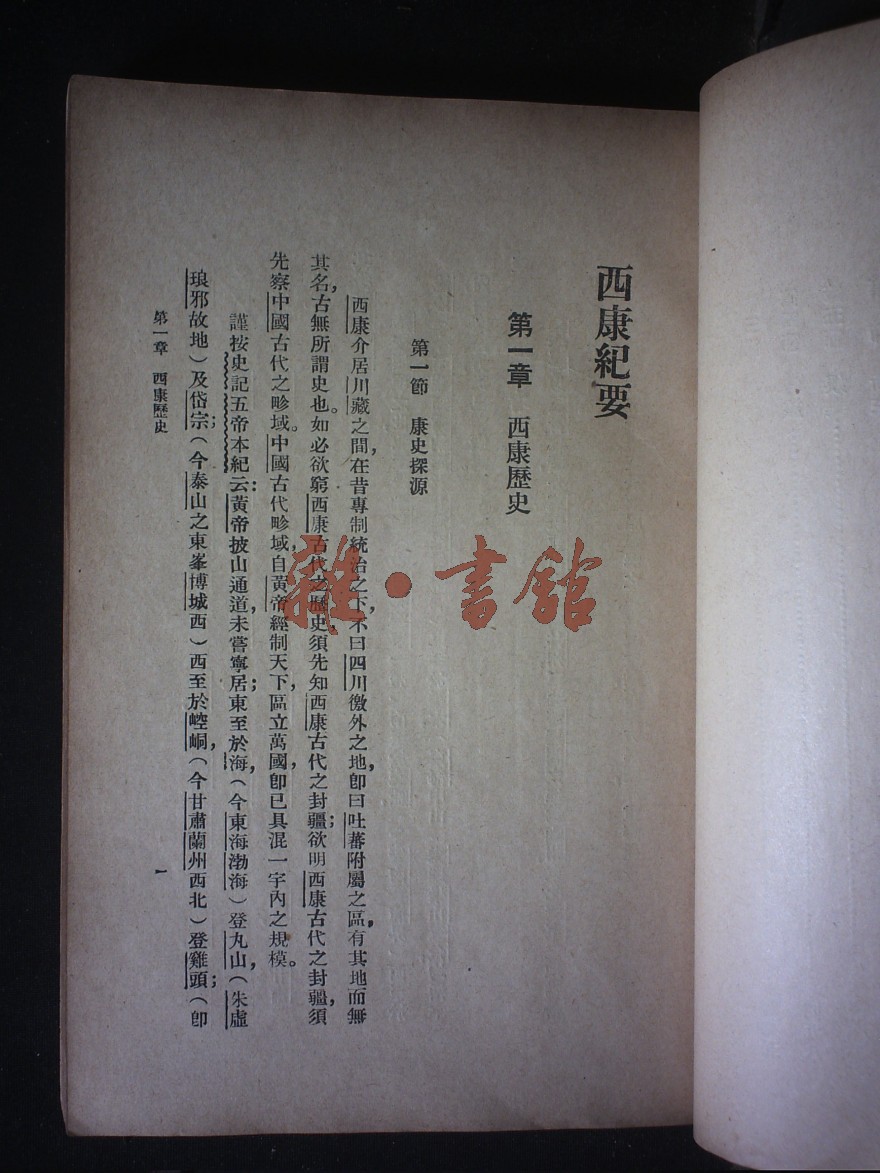 西康紀要
第一章　西康歷史
第一節　康史探源
西康介居川藏之間，在昔專制統治之下，不曰四川徼外之地，卽曰吐蕃附屬之區，有其地而無
其名，古無所謂史也。如必欲窮西康古代之歷史，須先知西康古代之封疆；欲明西康古代之封疆，須
先察中國古代之畛域。中國古代畛域，自黃帝經制天下，區立萬國，卽已具混一宇內之規模。
謹按史記五帝本紀云：黃帝披山通道，未嘗寧居；東至於海，（今東海渤海）登丸山，（朱虛
琅邪故地）及岱宗；（今泰山之東峯博城西）西至於崆峒，（今甘肅蘭州西北）登雞頭；（卽
第一章　西康歷史
一
雜·書館